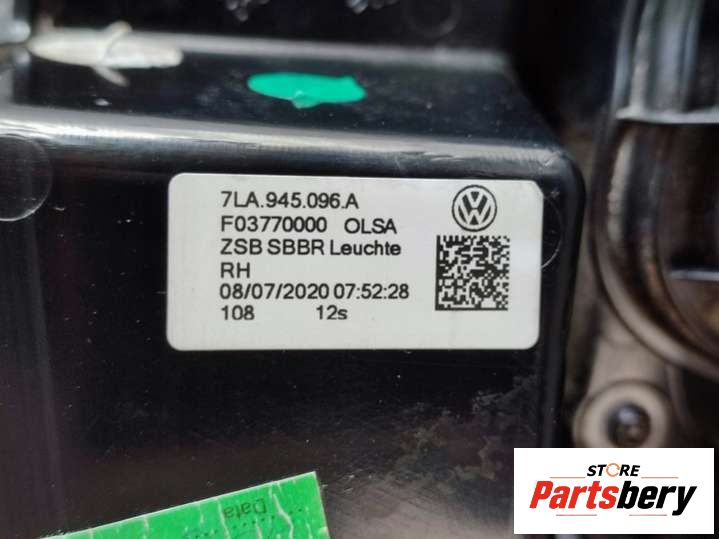 7LA.945.096.A
F03770000 OLSA
ZSB SBBR Leuchte
RH
08/07/2020 07:52:28
108 12s
Data
STORE
Partsbery